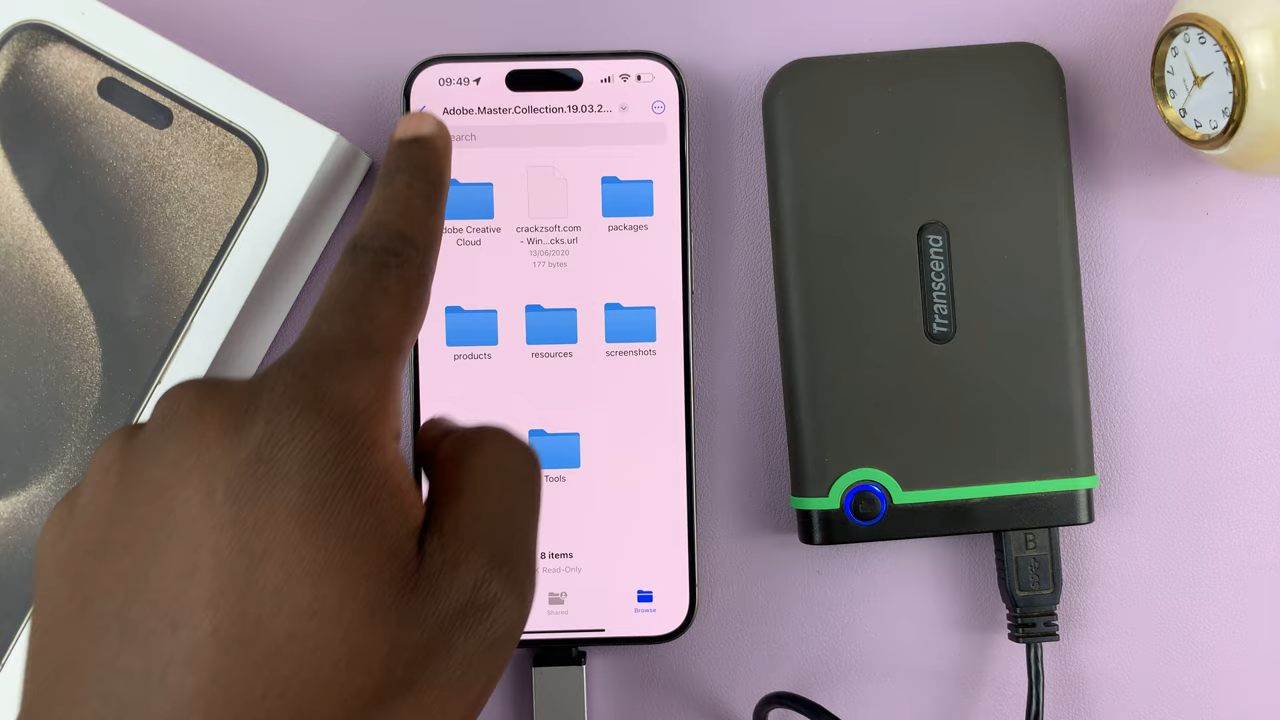 09:49
Adobe.Master.Collection.19.03.2...
earch
dobe Creative
Cloud
crackzsoft.com
- Win...cks.url
13/06/2020
177 bytes
packages
products
resources
screenshots
Tools
8 items
Read-Only
Shared
Browse
Transcend
B